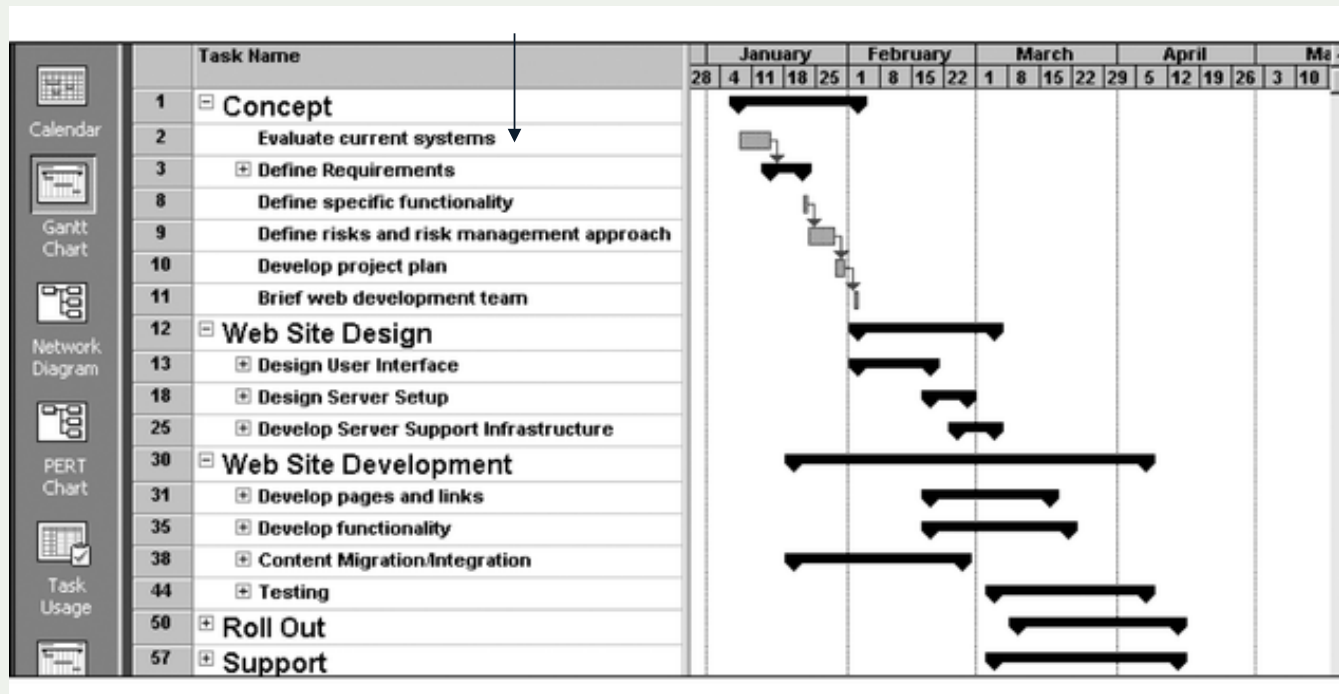 Task Name
January February March April Ma
28 4 11 18 25 1 8 15 22 1 8 15 22 29 5 12 19 26 3 10
Calendar
Gantt
Chart
Network
Diagram
PERT
Chart
Task
Usage
1 Concept
2 Evaluate current systems
3 Define Requirements
8 Define specific functionality
9 Define risks and risk management approach
10 Develop project plan
11 Brief web development team
12 Web Site Design
13 Design User Interface
18 Design Server Setup
25 Develop Server Support Infrastructure
30 Web Site Development
31 Develop pages and links
35 Develop functionality
38 Content Migration/Integration
44 Testing
50 Roll Out
57 Support